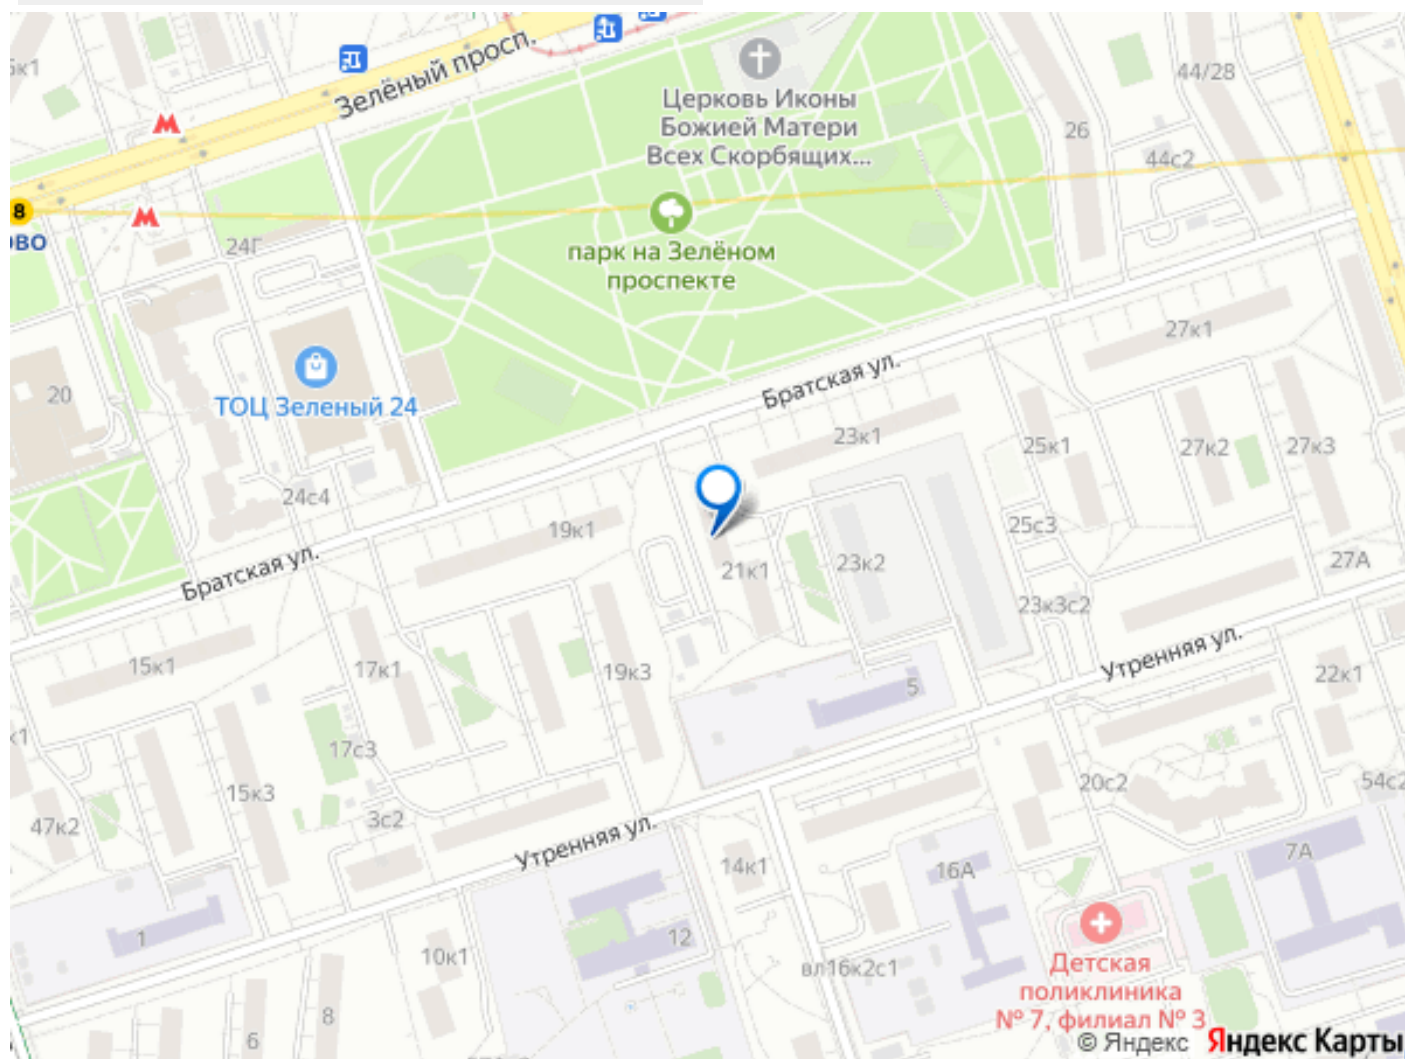 Зелёный просп.
44/28
Церковь Иконы
Божией Матери
Всех Скорбящих...
26
44с2
8
24Г
парк на Зелёном
проспекте
27к1
20
ТОЦ Зеленый 24
Братская ул.
23к1
25к1
27к2
27к3
24с4
19к1
25с3
Братская ул.
21к1
23к2
27А
23к3с2
15к1
17к1
19к3
Утренняя ул.
22к1
5
17с3
15к3
20с2
54с2
47к2
3с2
Утренняя ул.
14к1
16А
7А
1
12
10к1
вл16к2с1
Детская
поликлиника
№ 7, филиал № 3
8
6
© Яндекс Яндекс Карты